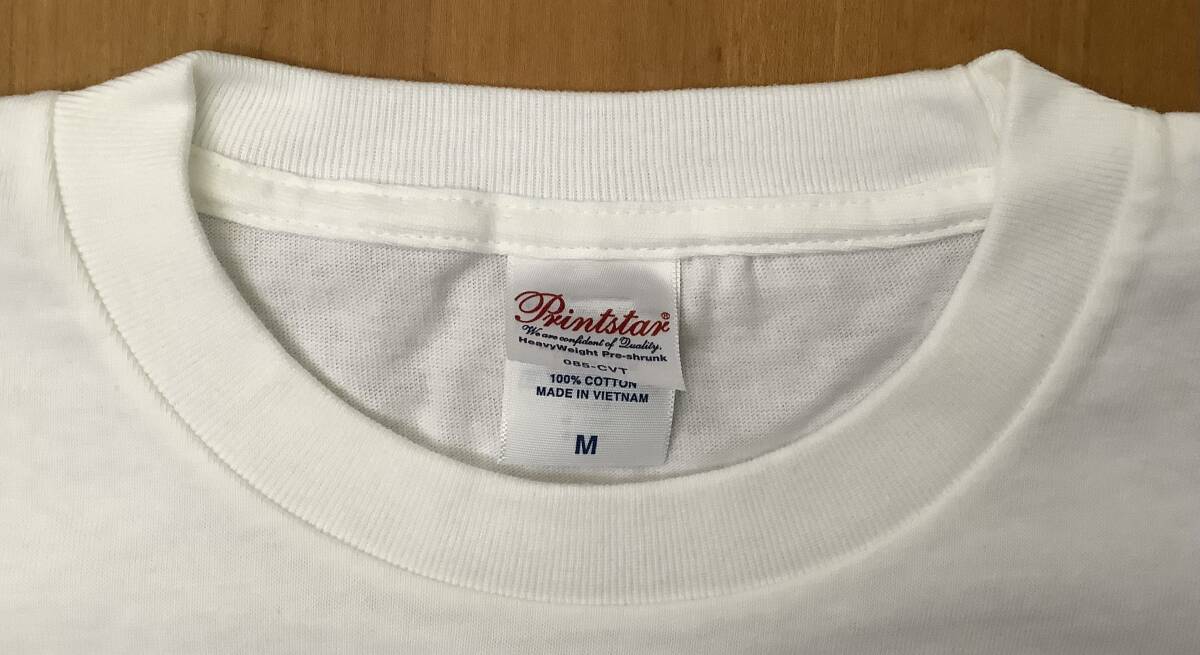 Printstar®
We are confident of Quality.
HeavyWeight Pre-shrunk
085-CVT
100% COTTON
MADE IN VIETNAM
M